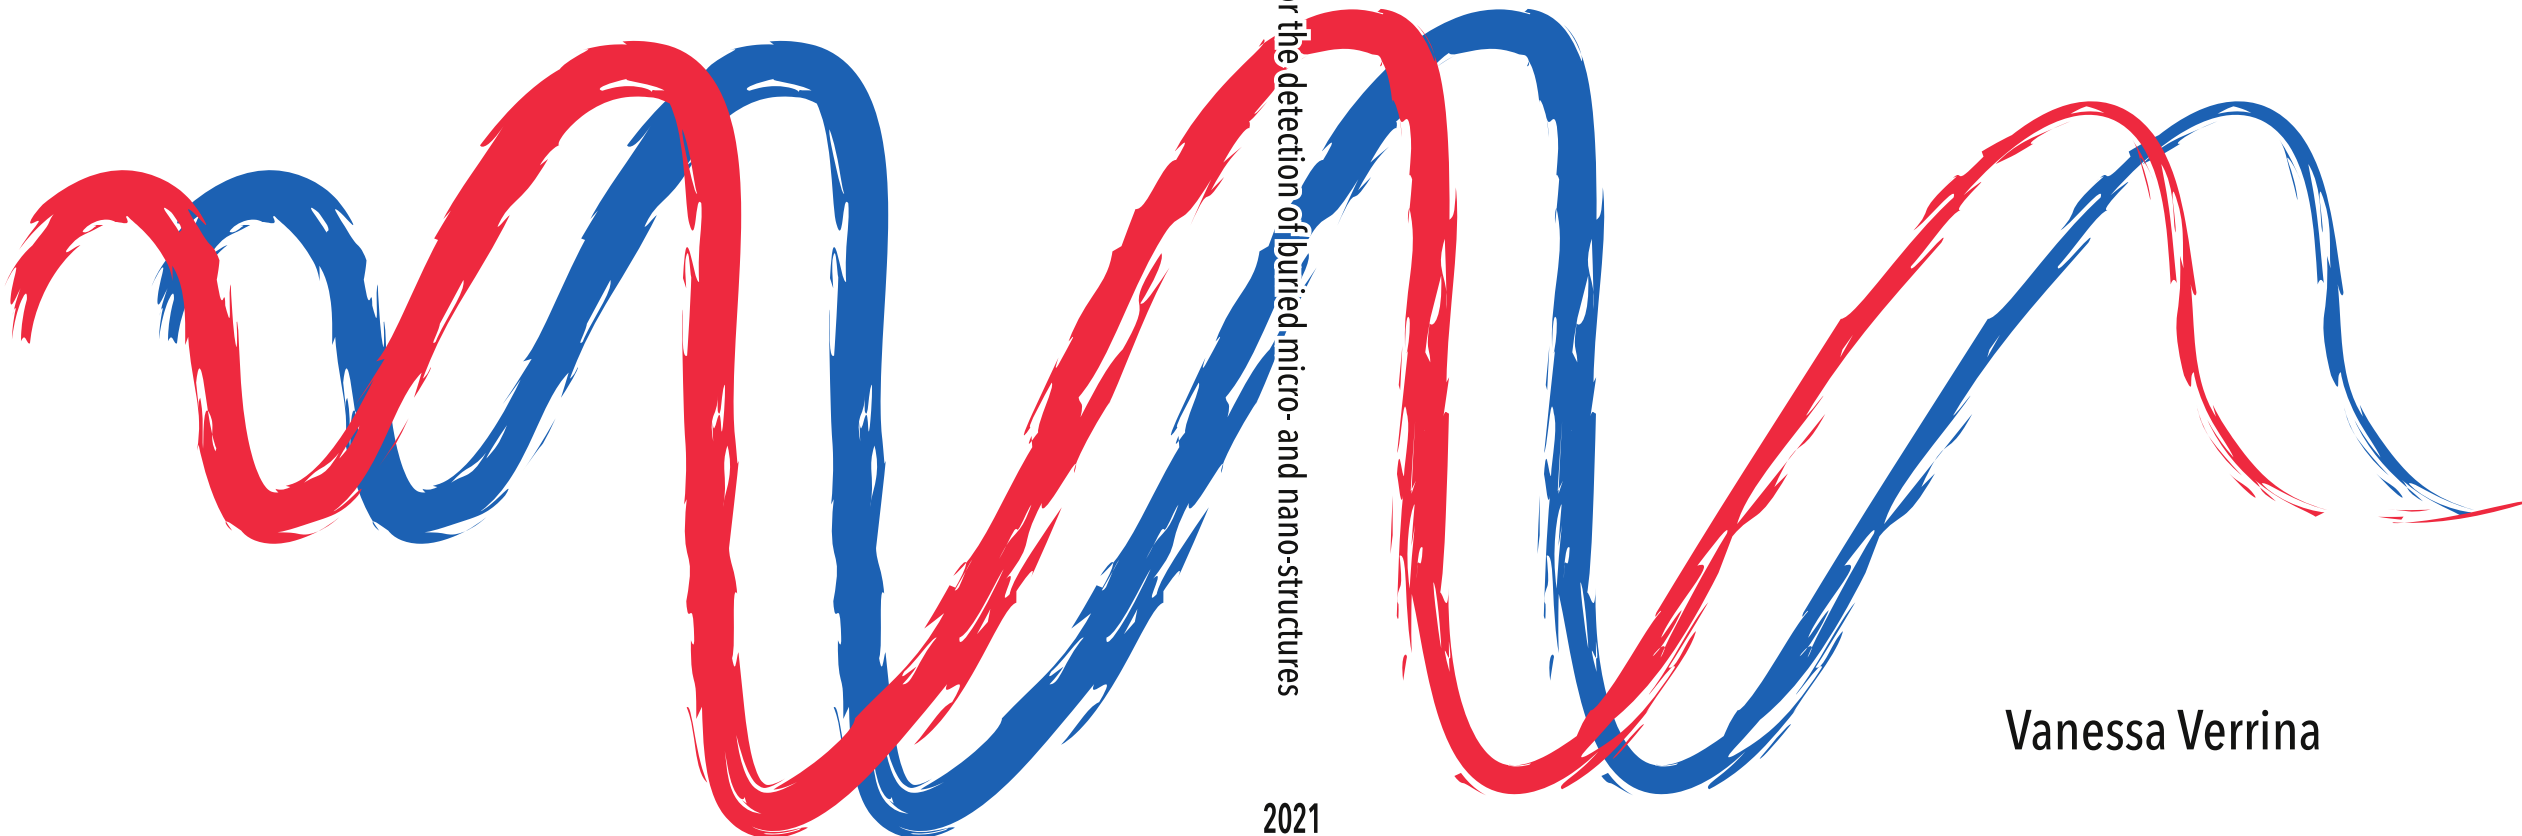 the detection of buried micro- and nano-structures
2021
Vanessa Verrina